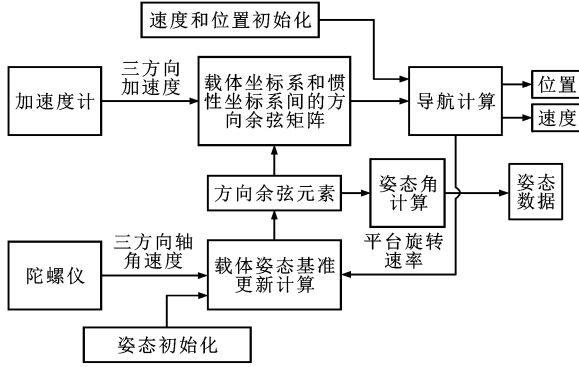 速度和位置初始化
三方向
加速度
加速度计
载体坐标系和惯
性坐标系间的方
向余弦矩阵
导航计算
位置
速度
方向余弦元素
姿态角
计算
姿态
数据
三方向轴
角速度
陀螺仪
载体姿态基准
更新计算
平台旋转
速率
姿态初始化